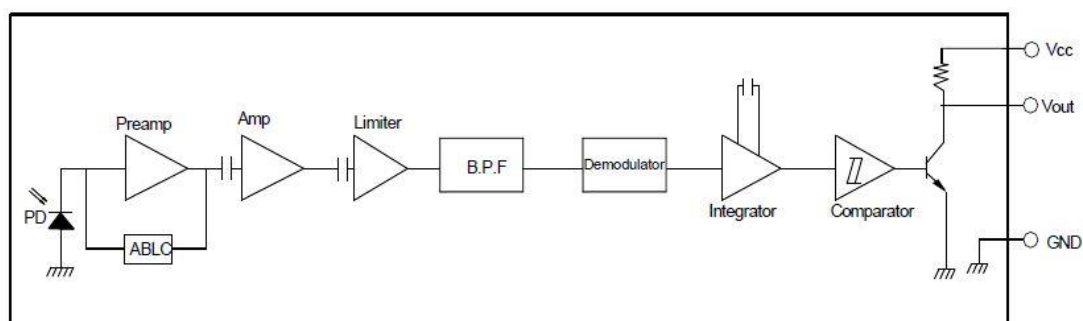 Vcc
Vout
Preamp
Amp
Limiter
B.P.F
Demodulator
Integrator
Comparator
PD
ABLC
GND